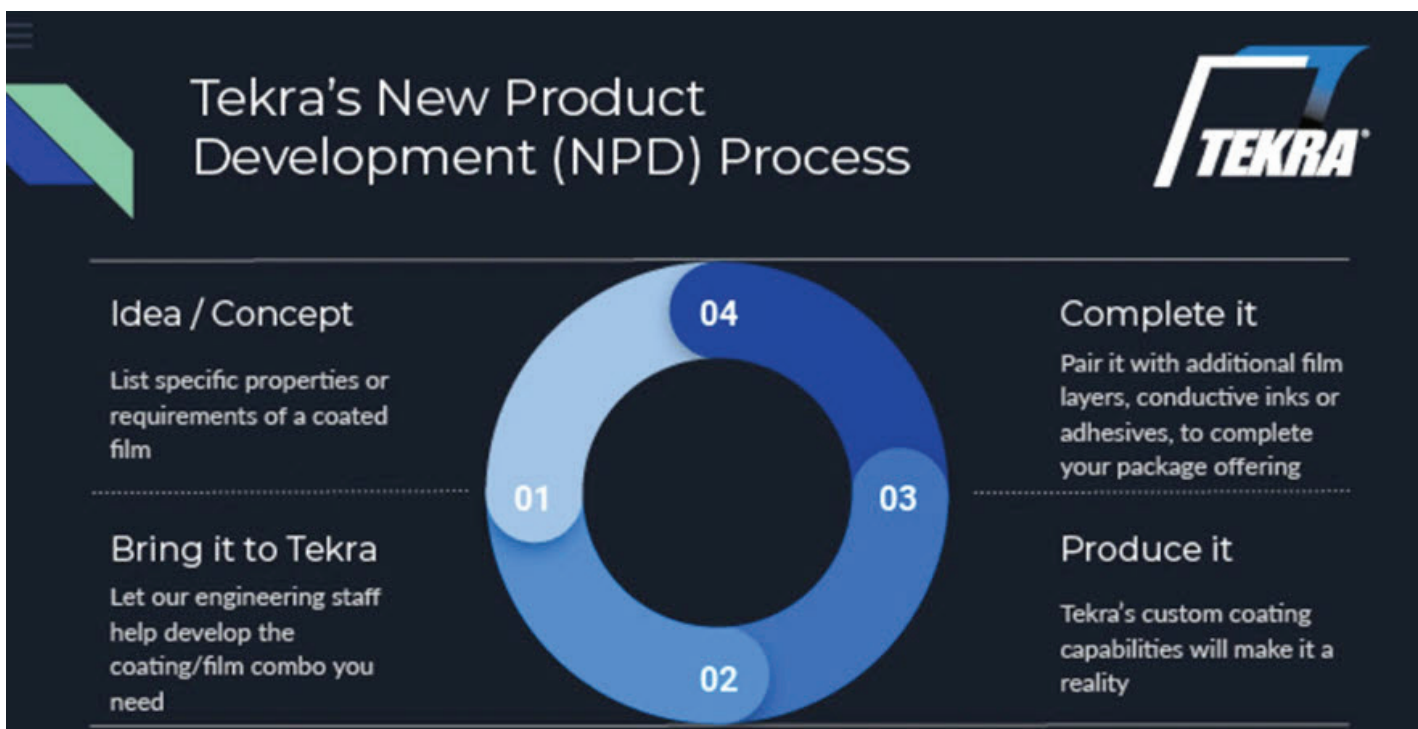 Tekra's New Product
Development (NPD) Process
TEKRA®
Idea / Concept
List specific properties or
requirements of a coated
film
Bring it to Tekra
Let our engineering staff
help develop the
coating/film combo you
need
01
02
03
04
Complete it
Pair it with additional film
layers, conductive inks or
adhesives, to complete
your package offering
Produce it
Tekra's custom coating
capabilities will make it a
reality